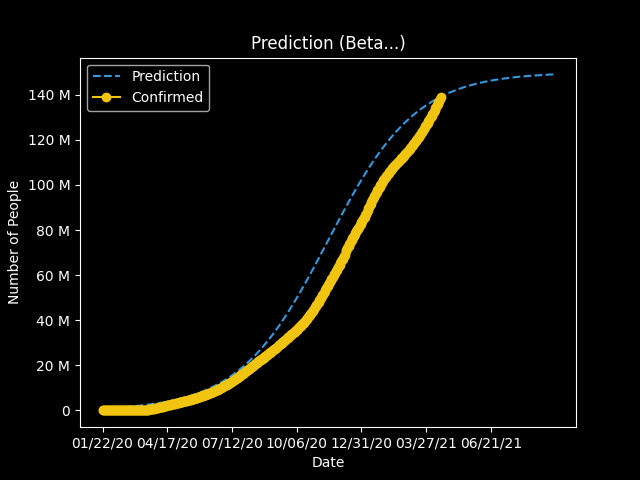 Prediction (Beta...)
Prediction
Confirmed
140 M
120 M
100 M
80 M
60 M
40 M
20 M
0
Number of People
01/22/20 04/17/20 07/12/20 10/06/20 12/31/20 03/27/21 06/21/21
Date